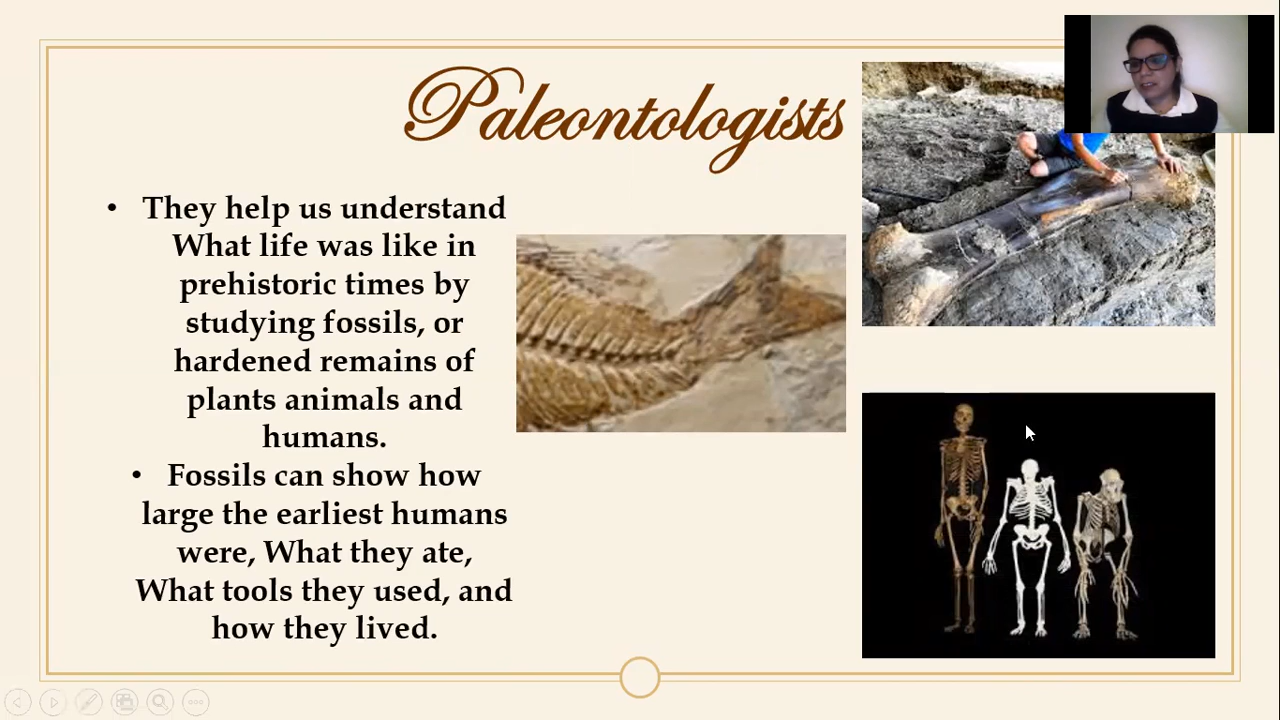 Paleontologists
• They help us understand
What life was like in
prehistoric times by
studying fossils, or
hardened remains of
plants animals and
humans.
• Fossils can show how
large the earliest humans
were, What they ate,
What tools they used, and
how they lived.